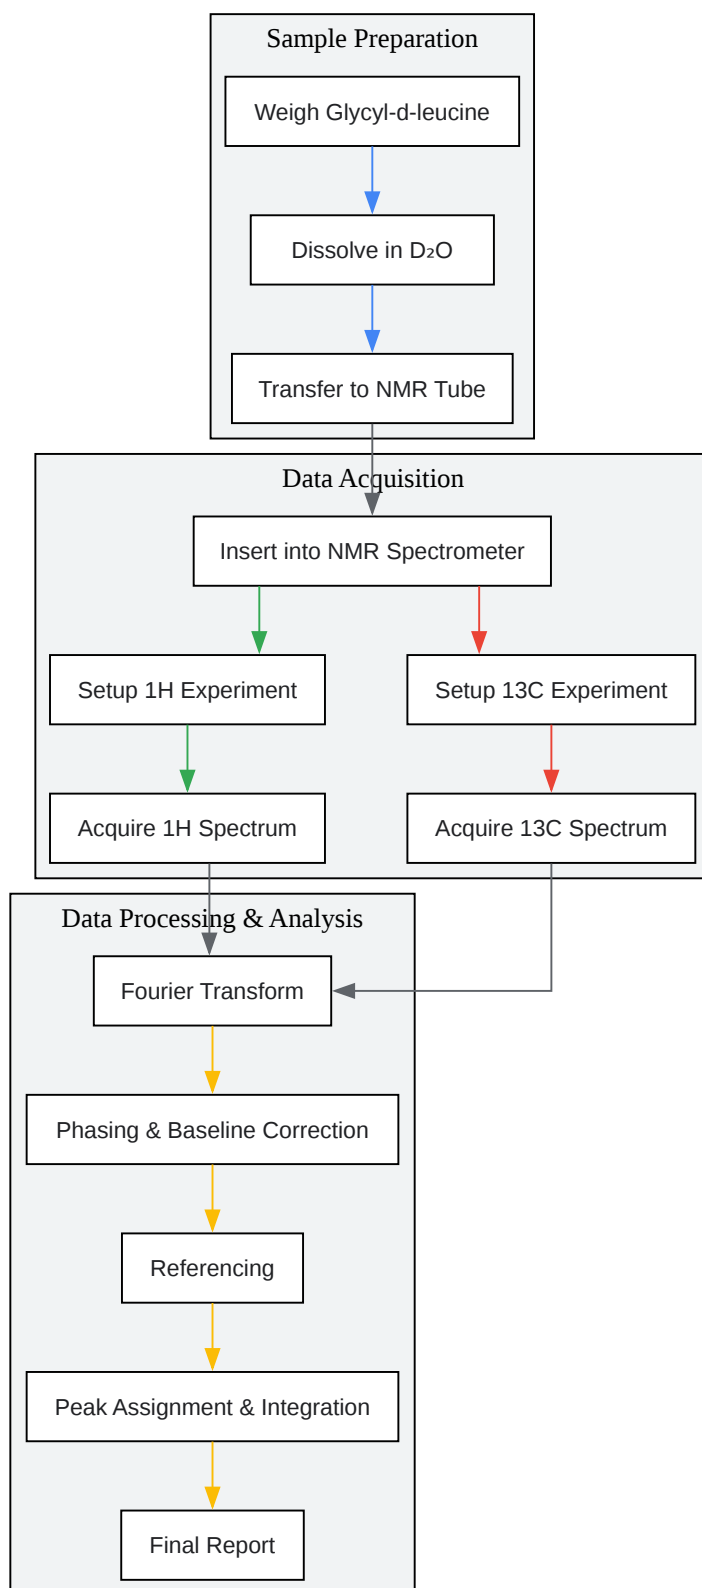 Sample Preparation
Weigh Glycyl-d-leucine
Dissolve in D₂O
Transfer to NMR Tube
Data Acquisition
Insert into NMR Spectrometer
Setup 1H Experiment
Setup 13C Experiment
Acquire 1H Spectrum
Acquire 13C Spectrum
Data Processing & Analysis
Fourier Transform
Phasing & Baseline Correction
Referencing
Peak Assignment & Integration
Final Report